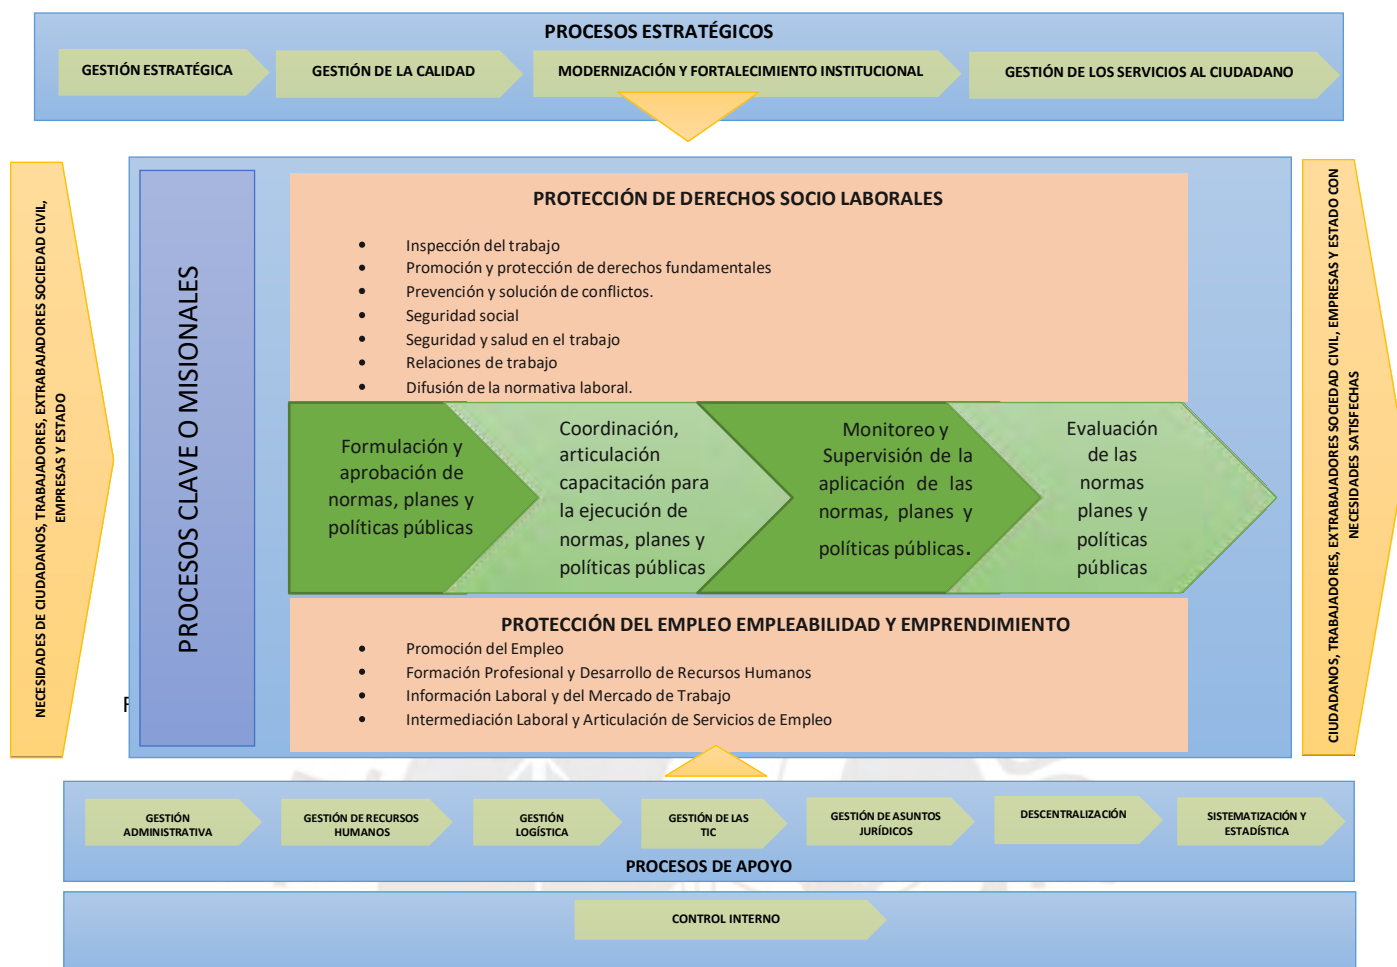 PROCESOS ESTRATÉGICOS
GESTIÓN ESTRATÉGICA
GESTIÓN DE LA CALIDAD
MODERNIZACIÓN Y FORTALECIMIENTO INSTITUCIONAL
GESTIÓN DE LOS SERVICIOS AL CIUDADANO
NECESIDADES DE CIUDADANOS, TRABAJADORES, EXTRABAJADORES SOCIEDAD CIVIL,
EMPRESAS Y ESTADO
PROCESOS CLAVE O MISIONALES
PROTECCIÓN DE DERECHOS SOCIO LABORALES
• Inspección del trabajo
• Promoción y protección de derechos fundamentales
• Prevención y solución de conflictos.
• Seguridad social
• Seguridad y salud en el trabajo
• Relaciones de trabajo
• Difusión de la normativa laboral.
Formulación y
aprobación de
normas, planes y
políticas públicas
Coordinación,
articulación
capacitación para
la ejecución de
normas, planes y
políticas públicas
Monitoreo y
Supervisión de la
aplicación de las
normas, planes y
políticas públicas.
Evaluación
de las
normas
planes y
políticas
públicas
PROTECCIÓN DEL EMPLEO EMPLEABILIDAD Y EMPRENDIMIENTO
• Promoción del Empleo
• Formación Profesional y Desarrollo de Recursos Humanos
• Información Laboral y del Mercado de Trabajo
• Intermediación Laboral y Articulación de Servicios de Empleo
CIUDADANOS, TRABAJADORES, EXTRABAJADORES SOCIEDAD CIVIL, EMPRESAS Y ESTADO CON
NECESIDADES SATISFECHAS
GESTIÓN
ADMINISTRATIVA
GESTIÓN DE RECURSOS
HUMANOS
GESTIÓN
LOGÍSTICA
GESTIÓN DE LAS
TIC
GESTIÓN DE ASUNTOS
JURÍDICOS
DESCENTRALIZACIÓN
SISTEMATIZACIÓN Y
ESTADÍSTICA
PROCESOS DE APOYO
CONTROL INTERNO